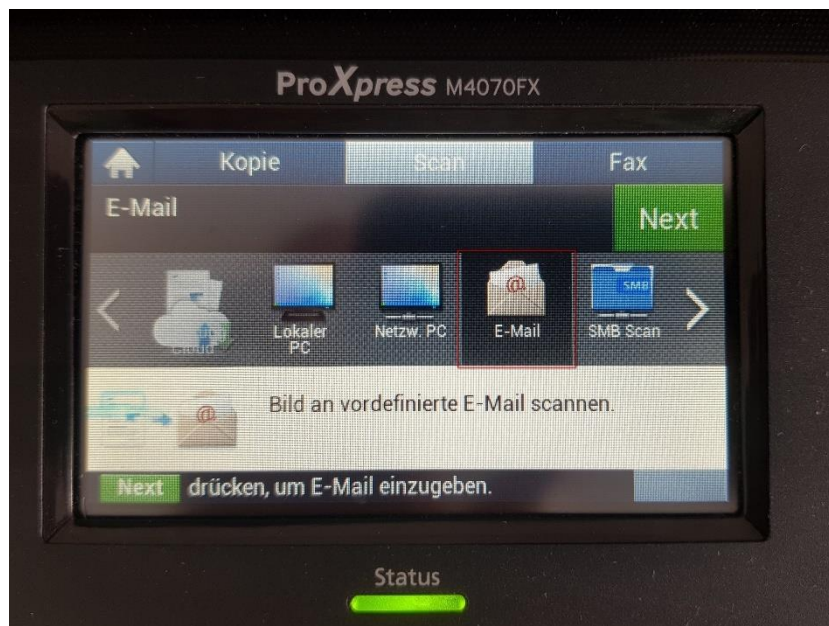 ProXpress M4070FX
Kopie Scan Fax
E-Mail
Next
@
SMB
Cloud
Lokaler
PC
Netzw. PC
E-Mail
SMB Scan
@
Bild an vordefinierte E-Mail scannen.
Next drücken, um E-Mail einzugeben.
Status